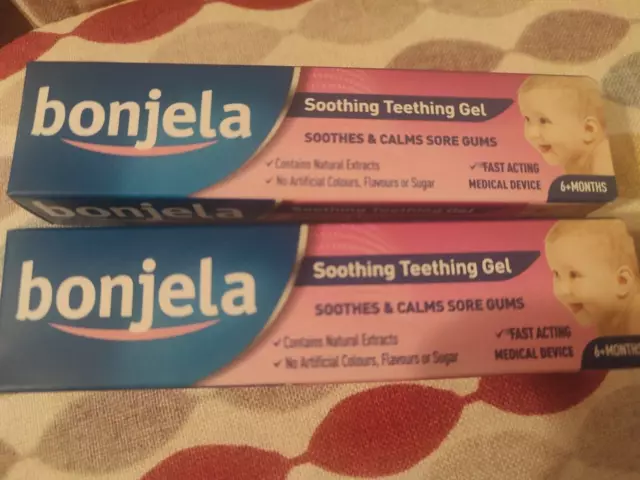 bonjela
Soothing Teething Gel
SOOTHES & CALMS SORE GUMS
Contains Natural Extracts
No Artificial Colours, Flavours or Sugar
FAST ACTING
MEDICAL DEVICE
6+MONTHS
bonjela
Soothing Teething Gel
bonjela
Soothing Teething Gel
SOOTHES & CALMS SORE GUMS
Contains Natural Extracts
No Artificial Colours, Flavours or Sugar
FAST ACTING
MEDICAL DEVICE
6+MONTHS